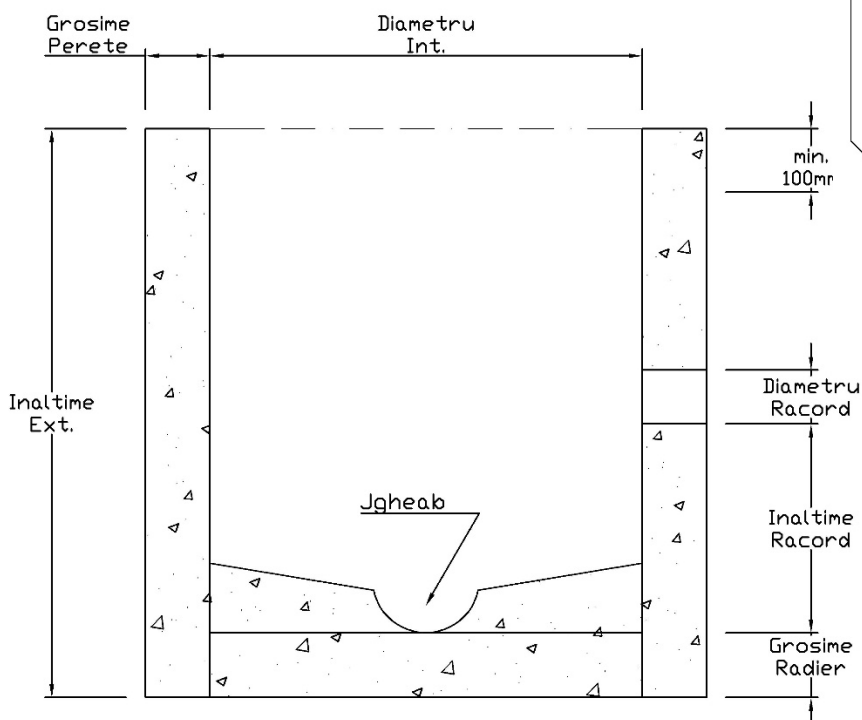 Grosime
Perete
Diametru
Int.
min.
100mm
Inaltime
Ext.
Diametru
Racord
Jgheab
Inaltime
Racord
Grosime
Radier